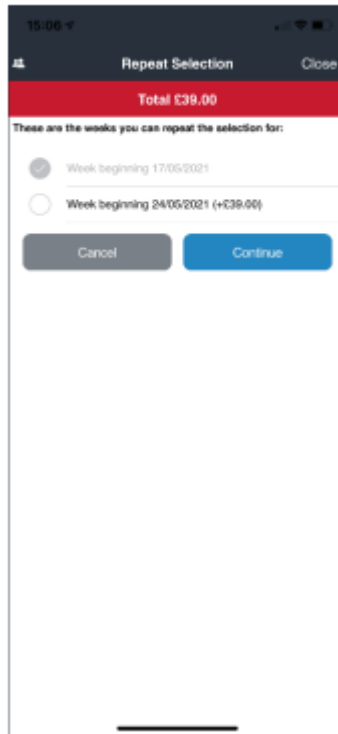 15:06
Repeat Selection
Close
Total £39.00
These are the weeks you can repeat the selection for:
Week beginning 17/05/2021
Week beginning 24/05/2021 (+£39.00)
Cancel
Continue